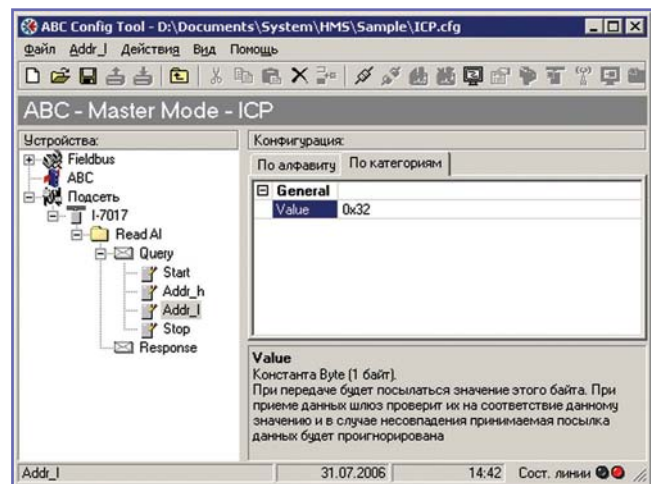 ABC Config Tool - D:\Documents\System\HMS\Sample\ICP.cfg
Файл Addr_l Действия Вид Помощь
ABC - Master Mode - ICP
Устройства:
Fieldbus
ABC
Подсеть
I-7017
Read AI
Query
Start
Addr_h
Addr_l
Stop
Response
Конфигурация:
По алфавиту По категориям
General
Value 0x32
Value
Константа Byte (1 байт).
При передаче будет посылаться значение этого байта. При
приеме данных шлюз проверит их на соответствие данному
значению и в случае несовпадения принимаемая посылка
данных будет проигнорирована
Addr_l 31.07.2006 14:42 Сост. линии